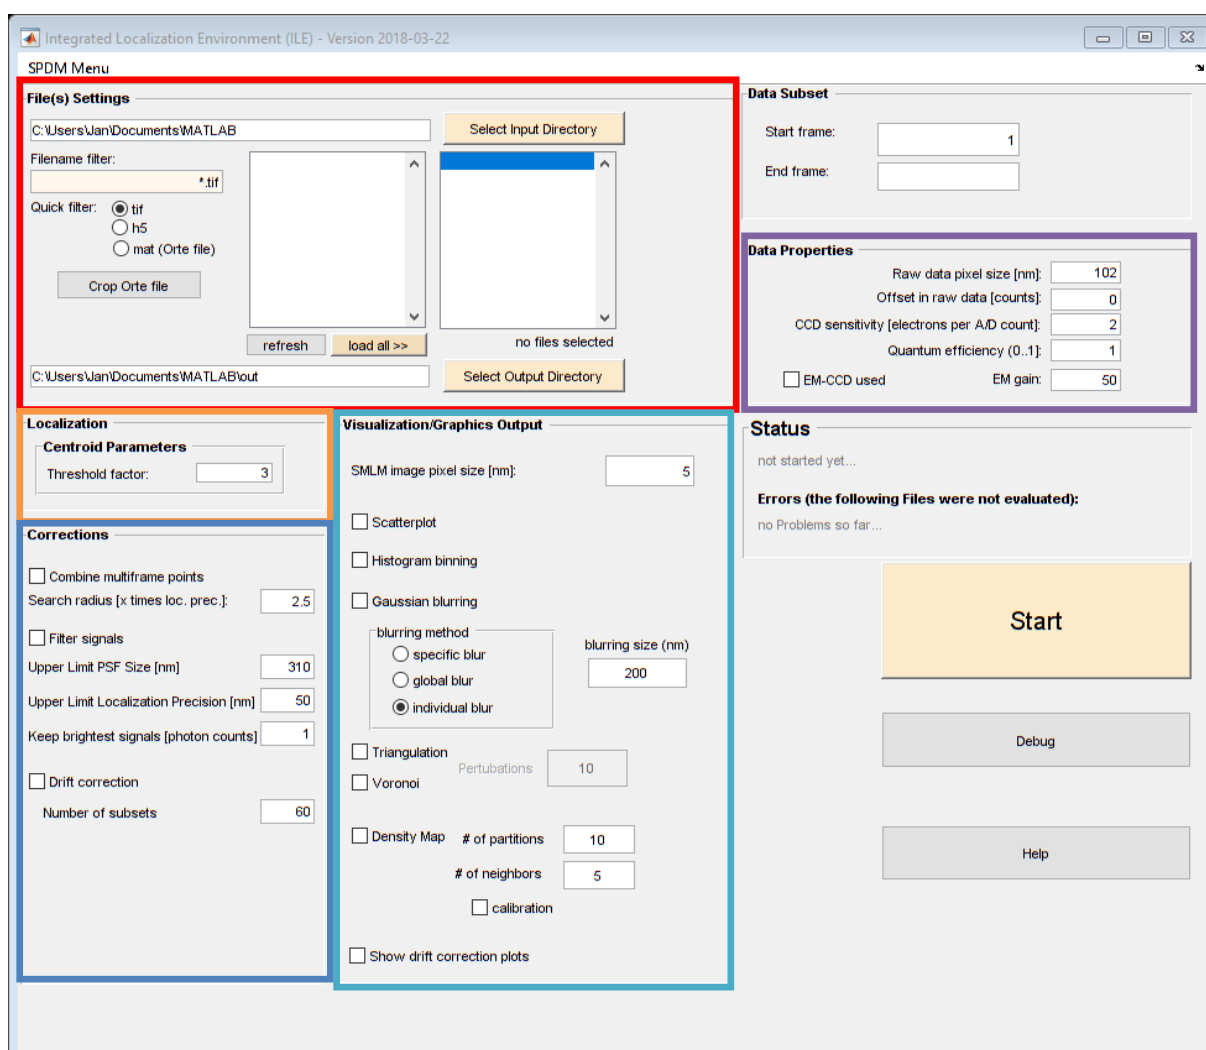 Integrated Localization Environment (ILE) - Version 2018-03-22
SPDM Menu
File(s) Settings
C:\Users\Jan\Documents\MATLAB
Select Input Directory
Filename filter:
*.tif
Quick filter:
tif
h5
mat (Orte file)
Crop Orte file
refresh
load all >>
no files selected
C:\Users\Jan\Documents\MATLAB\out
Select Output Directory
Data Subset
Start frame:
1
End frame:
Data Properties
Raw data pixel size [nm]:
102
Offset in raw data [counts]:
0
CCD sensitivity [electrons per A/D count]:
2
Quantum efficiency (0..1):
1
EM-CCD used
EM gain:
50
Localization
Centroid Parameters
Threshold factor:
3
Corrections
Combine multiframe points
Search radius [x times loc. prec.]:
2.5
Filter signals
Upper Limit PSF Size [nm]
310
Upper Limit Localization Precision [nm]
50
Keep brightest signals [photon counts]
1
Drift correction
Number of subsets
60
Visualization/Graphics Output
SMLM image pixel size [nm]:
5
Scatterplot
Histogram binning
Gaussian blurring
blurring method
specific blur
global blur
individual blur
blurring size (nm)
200
Triangulation
Voronoi
Pertubations
10
Density Map
# of partitions
10
# of neighbors
5
calibration
Show drift correction plots
Status
not started yet...
Errors (the following Files were not evaluated):
no Problems so far...
Start
Debug
Help